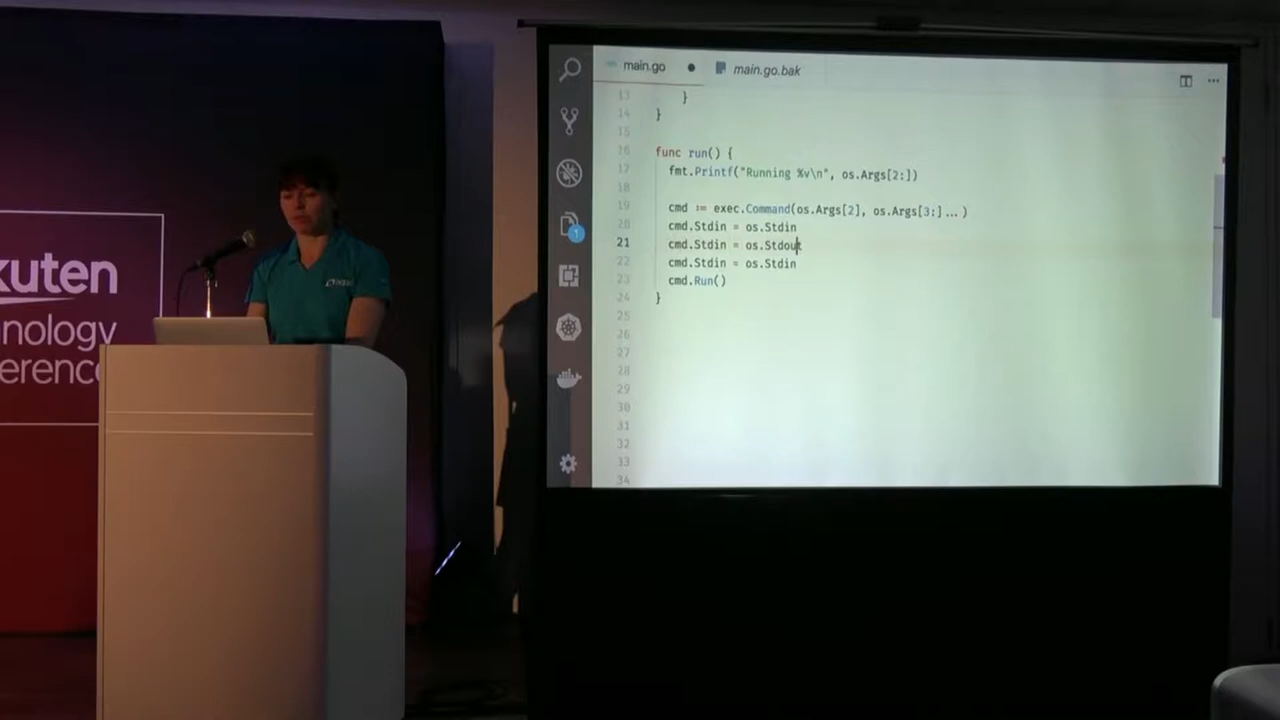 kuten
nology
erenc
main.go
main.go.bak
13 }
14 }
15
16 func run() {
17 fmt.Printf("Running %v\n", os.Args[2:])
18
19 cmd := exec.Command(os.Args[2], os.Args[3:]...)
20 cmd.Stdin = os.Stdin
21 cmd.Stdin = os.Stdout
22 cmd.Stdin = os.Stdin
23 cmd.Run()
24 }
25
26
27
28
29
30
31
32
33
34
1